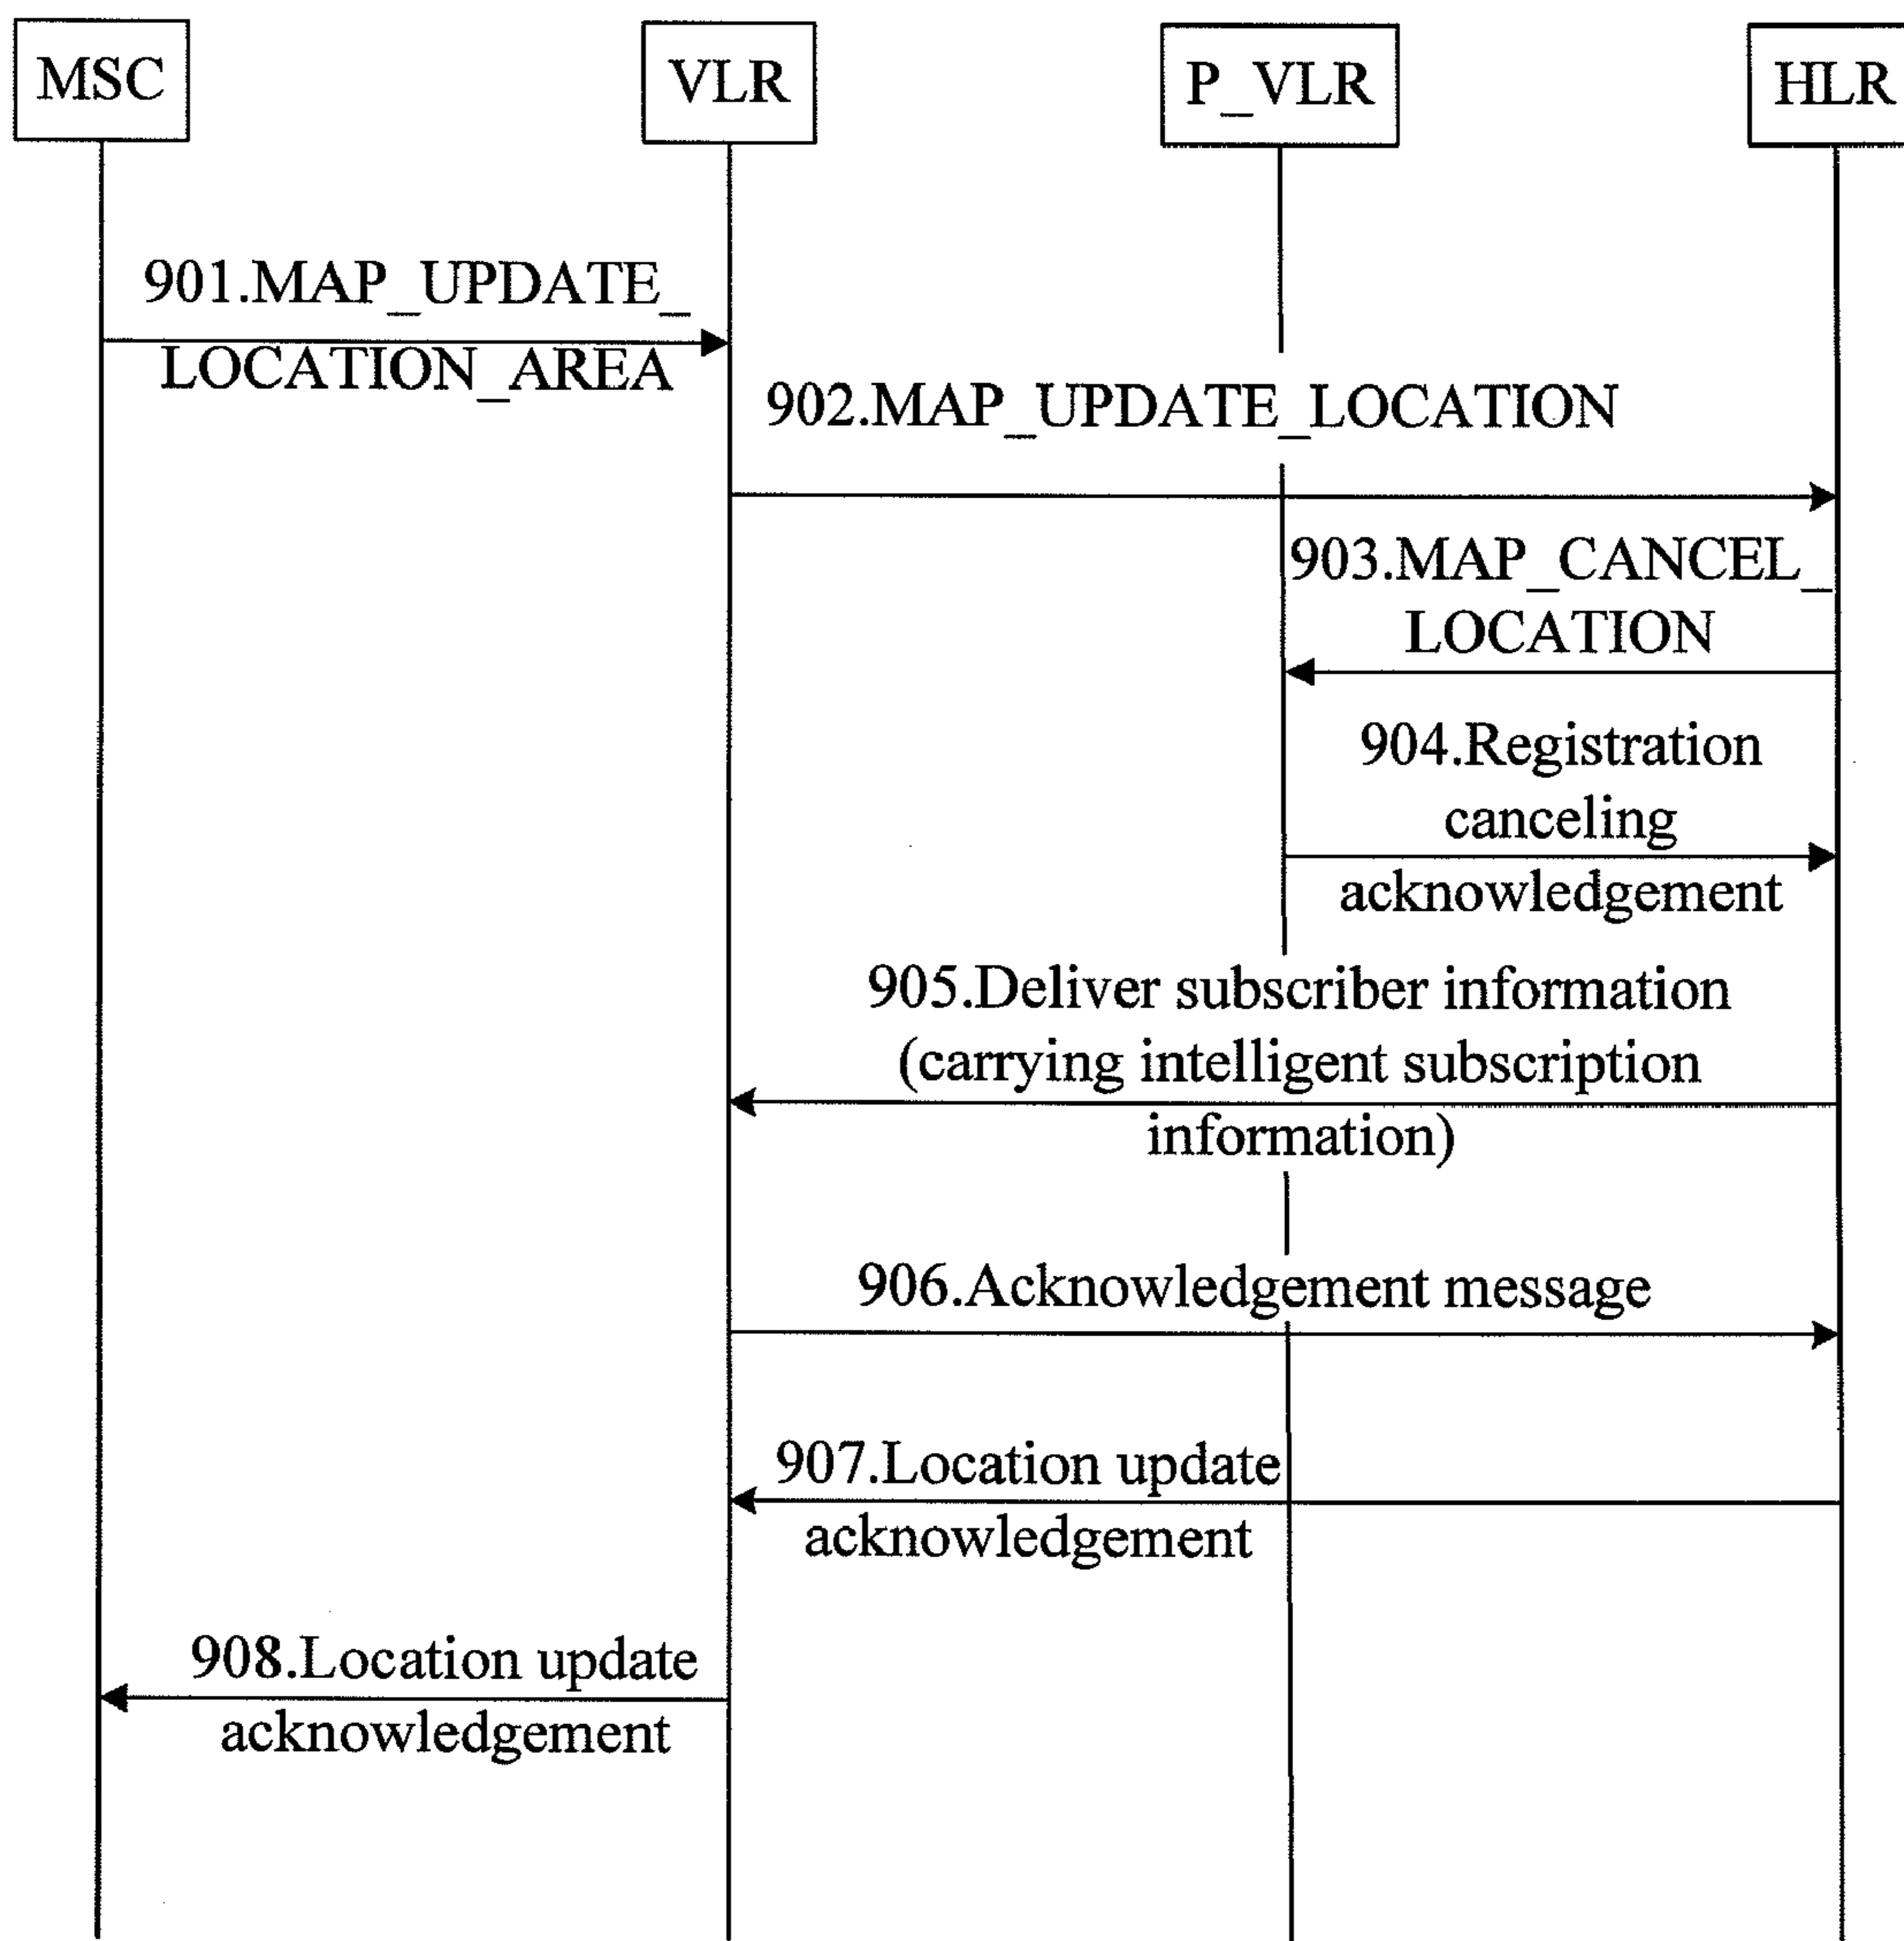 MSC
VLR
P_VLR
HLR
901.MAP_UPDATE_
LOCATION_AREA
902.MAP_UPDATE_LOCATION
903.MAP_CANCEL_
LOCATION
904.Registration
canceling
acknowledgement
905.Deliver subscriber information
(carrying intelligent subscription
information)
906.Acknowledgement message
907.Location update
acknowledgement
908.Location update
acknowledgement